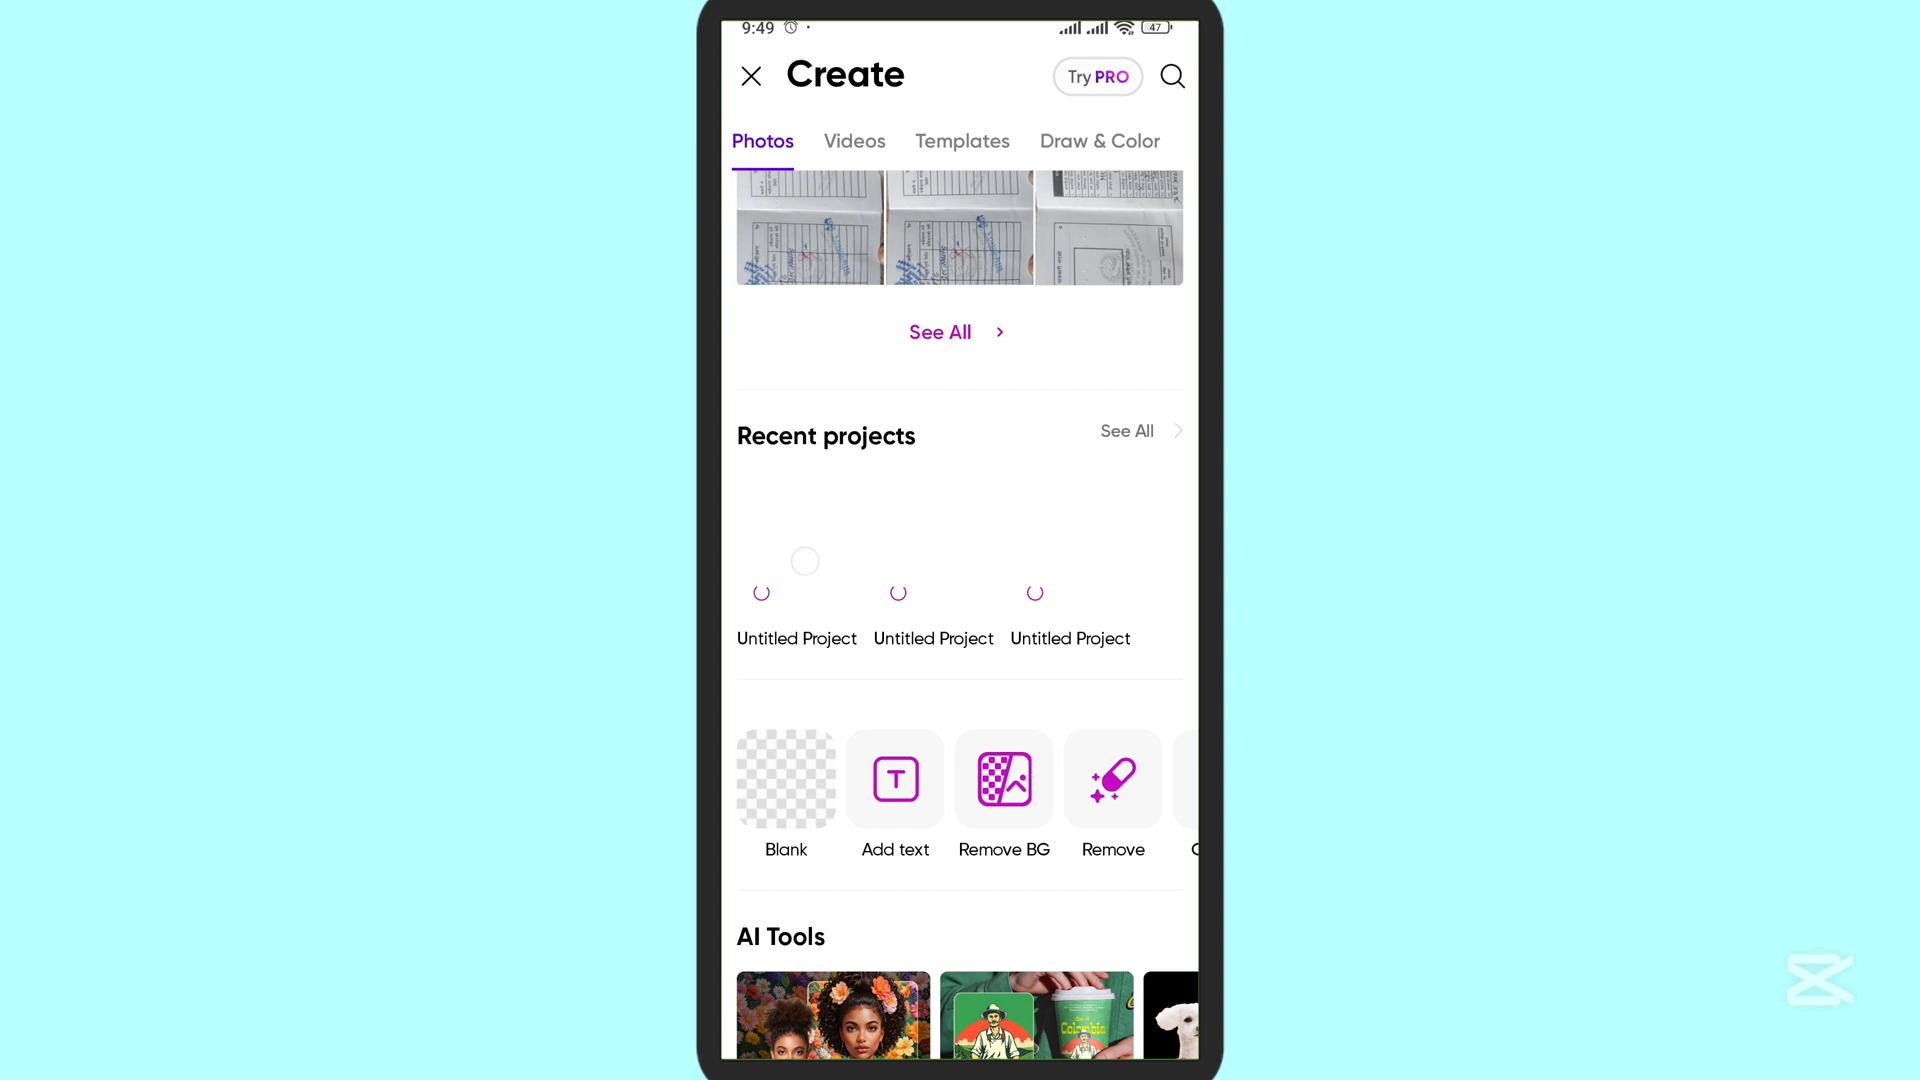 9:49
47
Create
Try PRO
Photos Videos Templates Draw & Color
See All
Recent projects
See All
Untitled Project Untitled Project Untitled Project
Blank Add text Remove BG Remove
AI Tools
Colombia